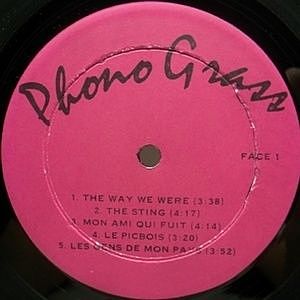 Phono Grass
FACE 1
1. THE WAY WE WERE (3:38)
2. THE STING (4:17)
3. MON AMI QUI FUIT (4:14)
4. LE PICBOIS (3:20)
5. LES GENS DE MON PAYS (3:52)